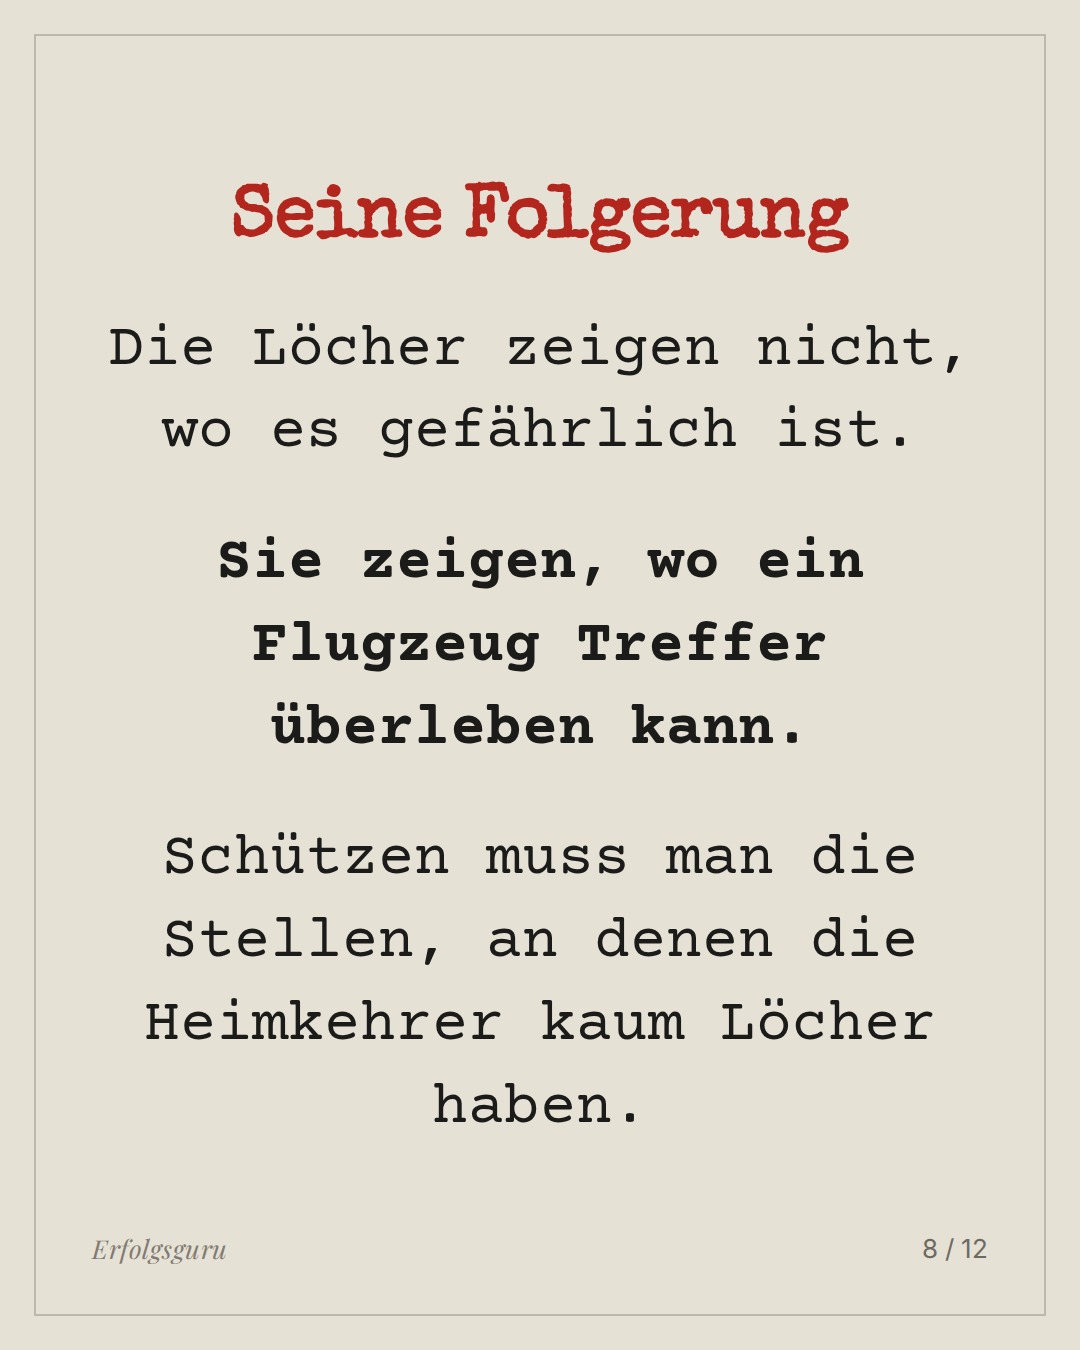 Seine Folgerung
Die Löcher zeigen nicht,
wo es gefährlich ist.
Sie zeigen, wo ein
Flugzeug Treffer
überleben kann.
Schützen muss man die
Stellen, an denen die
Heimkehrer kaum Löcher
haben.
Erfolgsguru
8 / 12